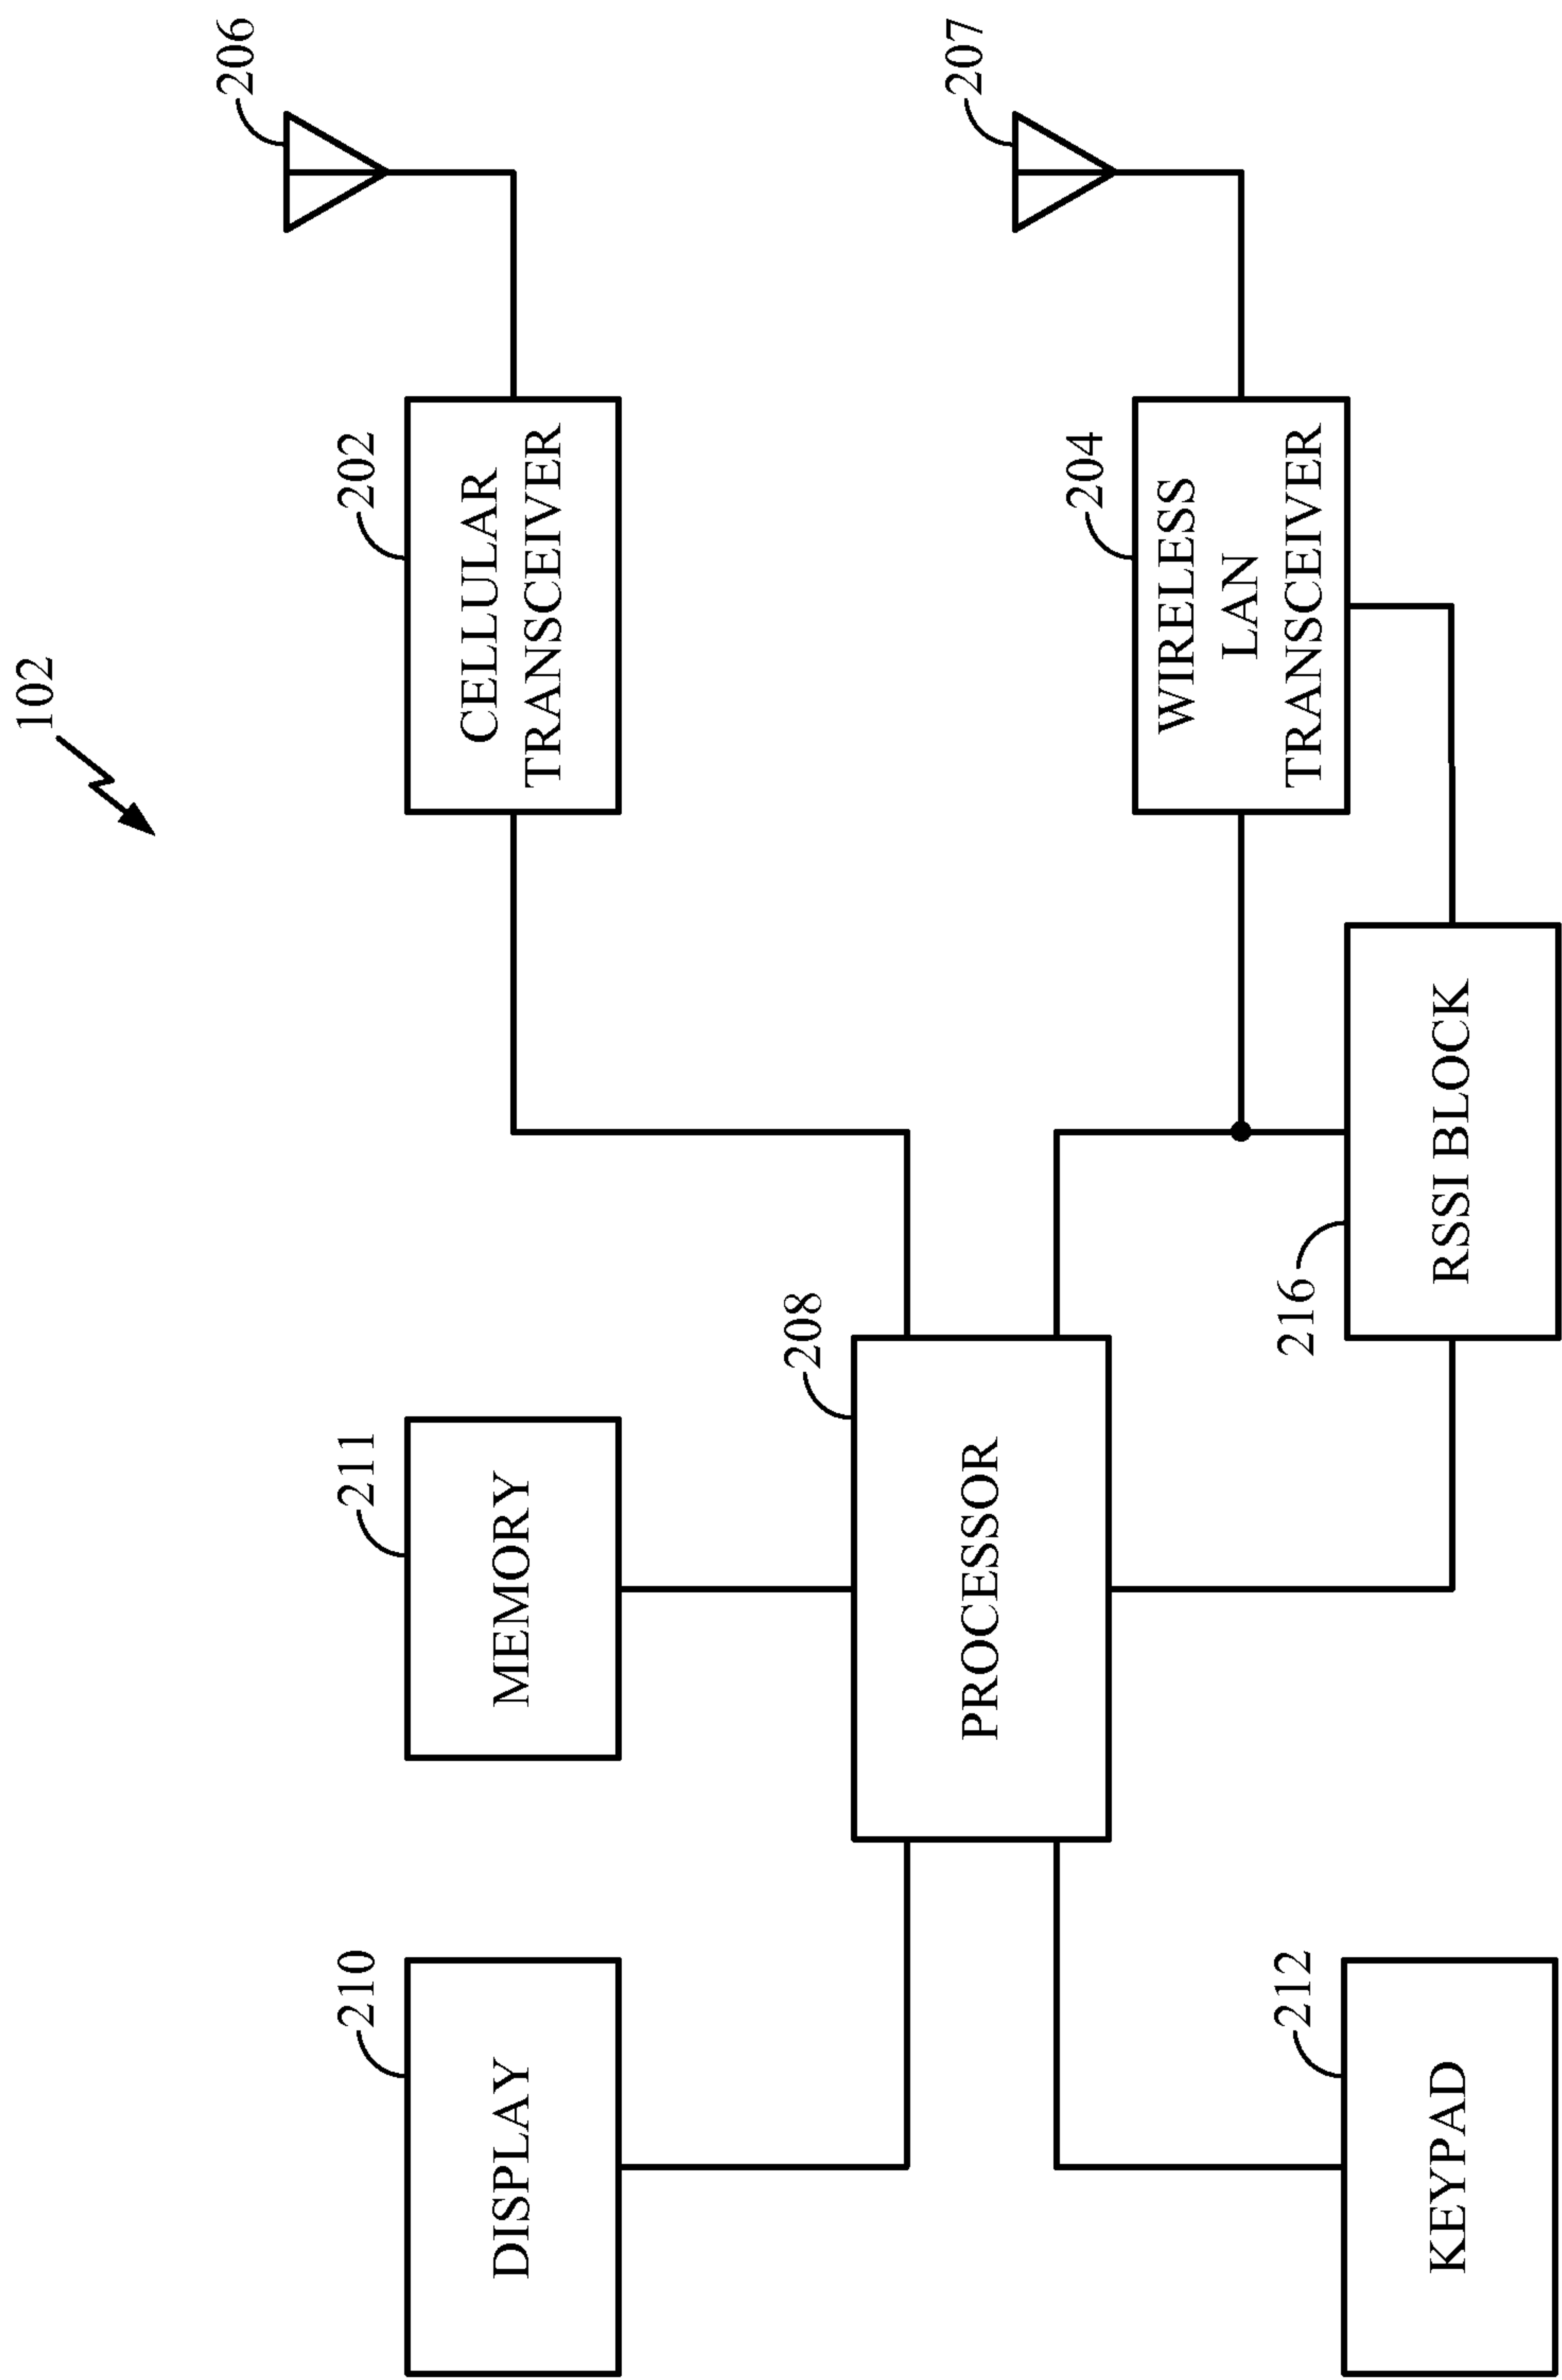 102
206
202
CELLULAR
TRANSCEIVER
210
DISPLAY
211
MEMORY
208
PROCESSOR
207
204
WIRELESS
LAN
TRANSCEIVER
212
KEYPAD
216
RSSI BLOCK